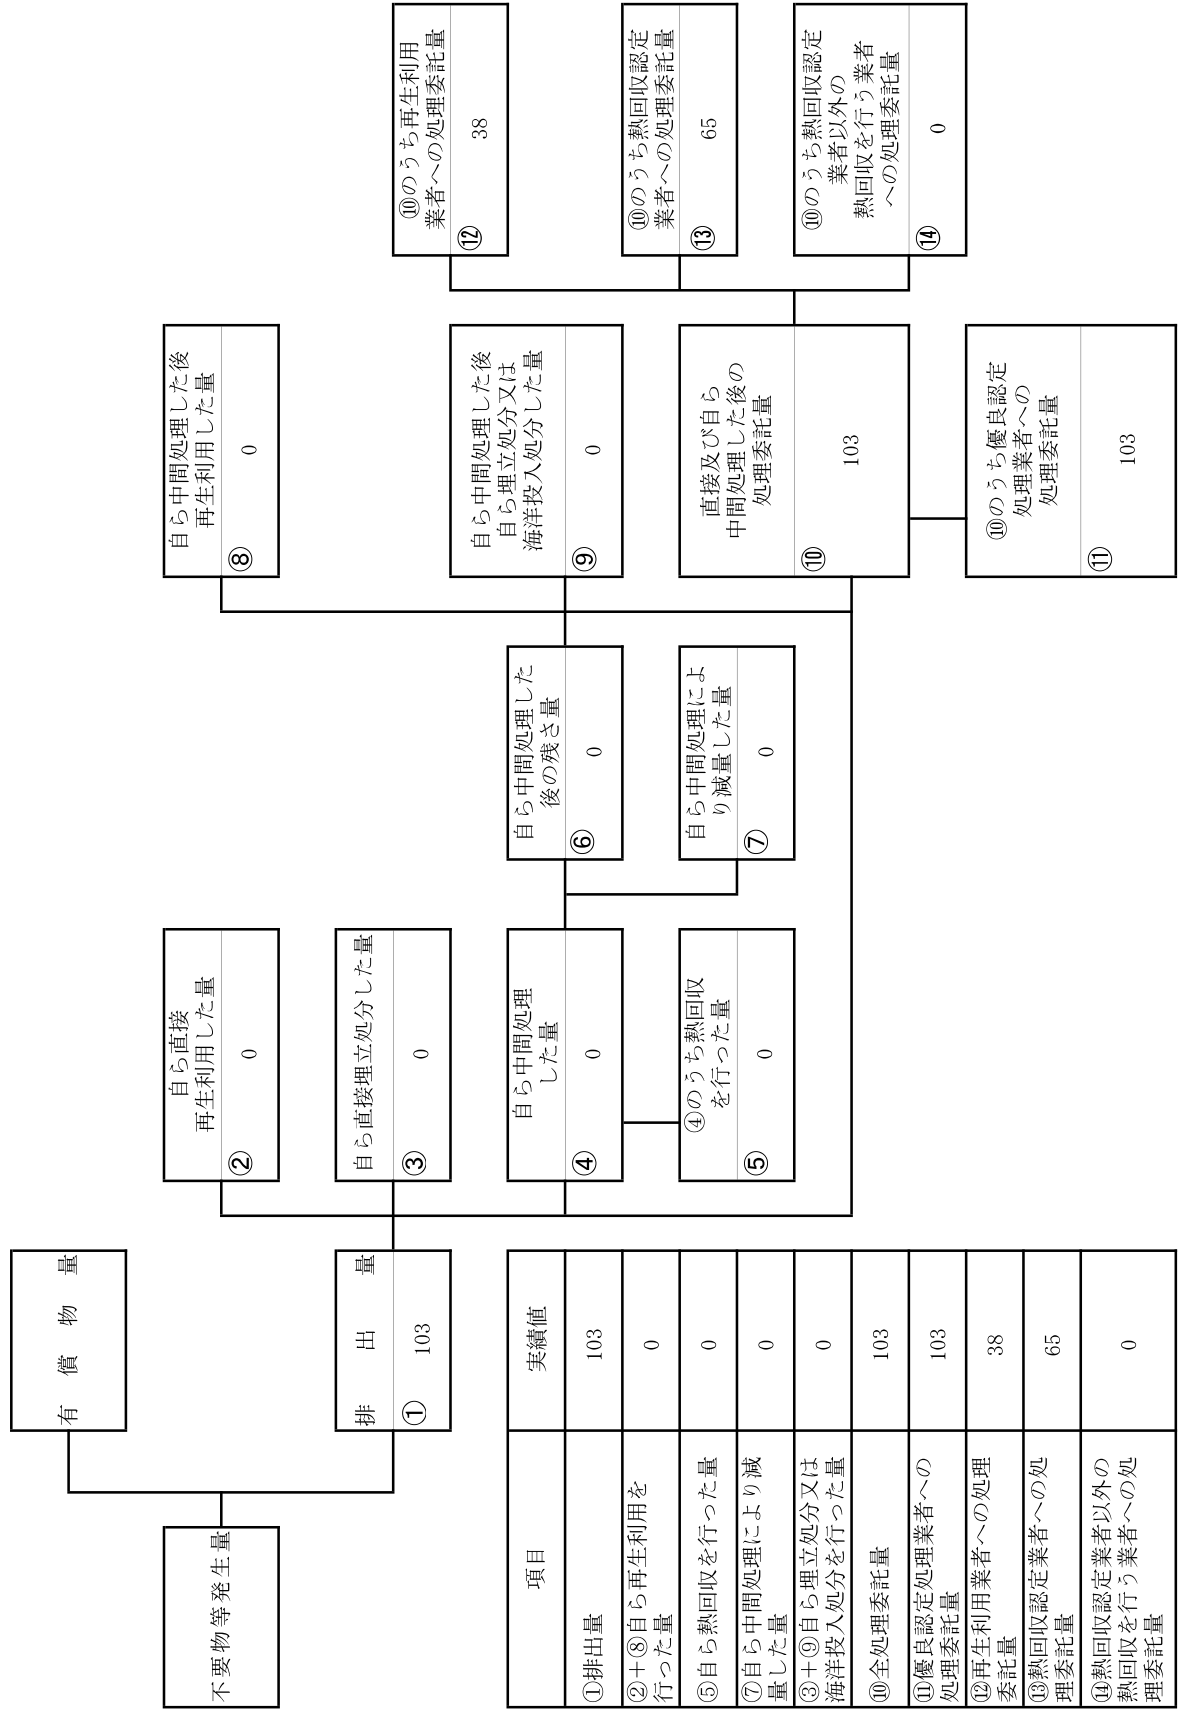 有償物量
不要物等発生量
排出量
①
103
自ら直接
再生利用した量
②
0
自ら直接埋立処分した量
③
0
自ら中間処理
した量
④
0
④のうち熱回収
を行った量
⑤
0
自ら中間処理した
後の残さ量
⑥
0
自ら中間処理によ
り減量した量
⑦
0
自ら中間処理した後
再生利用した量
⑧
0
自ら中間処理した後
自ら埋立処分又は
海洋投入処分した量
⑨
0
直接及び自ら
中間処理した後の
処理委託量
⑩
103
⑩のうち優良認定
処理業者への
処理委託量
⑪
103
⑩のうち再生利用
業者への処理委託量
⑫
38
⑩のうち熱回収認定
業者への処理委託量
⑬
65
⑩のうち熱回収認定
業者以外の
熱回収を行う業者
への処理委託量
⑭
0
項目 実績値
①排出量 103
②＋⑧自ら再生利用を
行った量 0
⑤自ら熱回収を行った量 0
⑦自ら中間処理により減
量した量 0
③＋⑨自ら埋立処分又は
海洋投入処分を行った量 0
⑩全処理委託量 103
⑪優良認定処理業者への
処理委託量 103
⑫再生利用業者への処理
委託量 38
⑬熱回収認定業者への処
理委託量 65
⑭熱回収認定業者以外の
熱回収を行う業者への処
理委託量 0